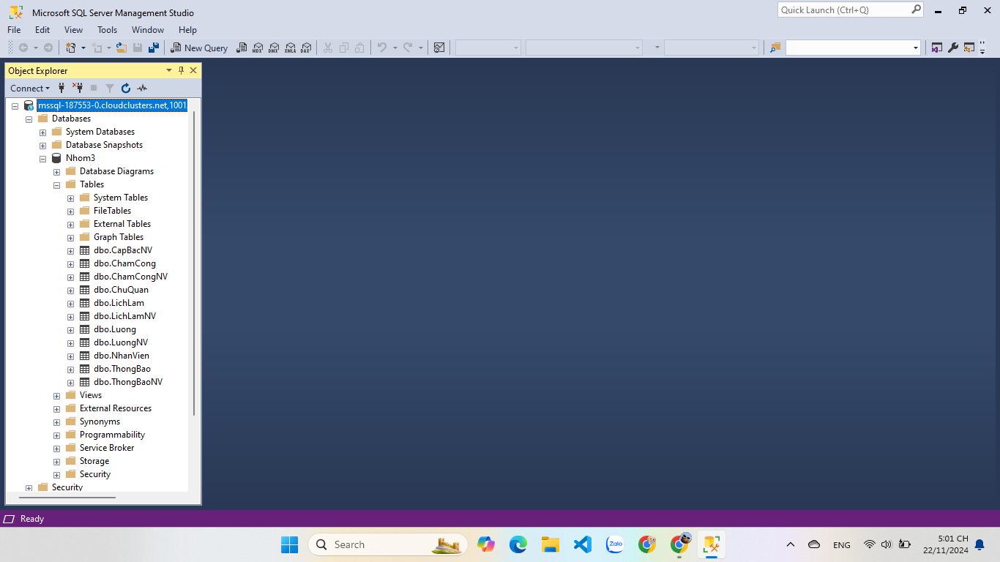 Microsoft SQL Server Management Studio
Quick Launch (Ctrl+Q)
File Edit View Tools Window Help
New Query MDX DMX XMLA DAX
Object Explorer
Connect
mssql-187553-0.cloudclusters.net,1001
Databases
System Databases
Database Snapshots
Nhom3
Database Diagrams
Tables
System Tables
FileTables
External Tables
Graph Tables
dbo.CapBacNV
dbo.ChamCong
dbo.ChamCongNV
dbo.ChuQuan
dbo.LichLam
dbo.LichLamNV
dbo.Luong
dbo.LuongNV
dbo.NhanVien
dbo.ThongBao
dbo.ThongBaoNV
Views
External Resources
Synonyms
Programmability
Service Broker
Storage
Security
Security
Ready
Search
Zalo
ENG
5:01 CH
22/11/2024